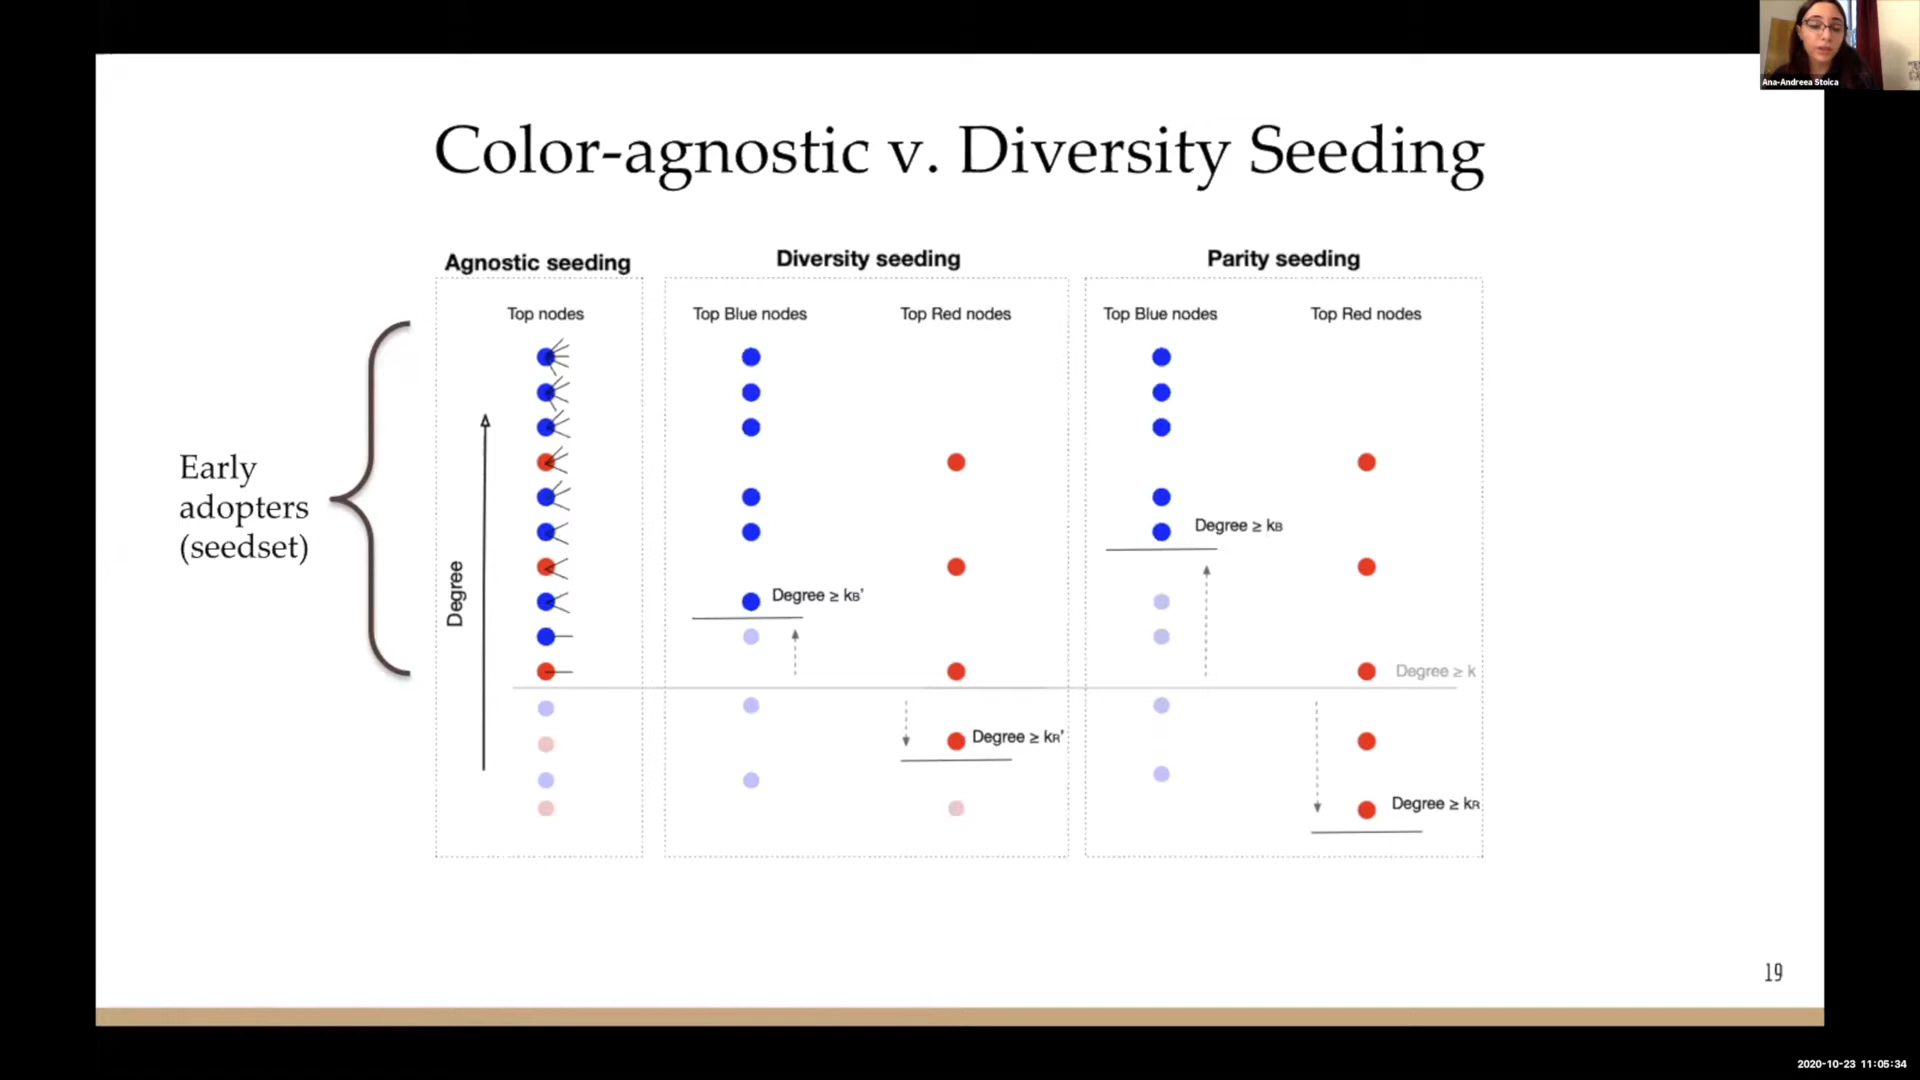 Ana-Andreea Stoica
Color-agnostic v. Diversity Seeding
Agnostic seeding
Diversity seeding
Parity seeding
Top nodes
Top Blue nodes
Top Red nodes
Top Blue nodes
Top Red nodes
Early
adopters
(seedset)
Degree
Degree ≥ kB'
Degree ≥ kR'
Degree ≥ kB
Degree ≥ k
Degree ≥ kR
19
2020-10-23 11:05:34